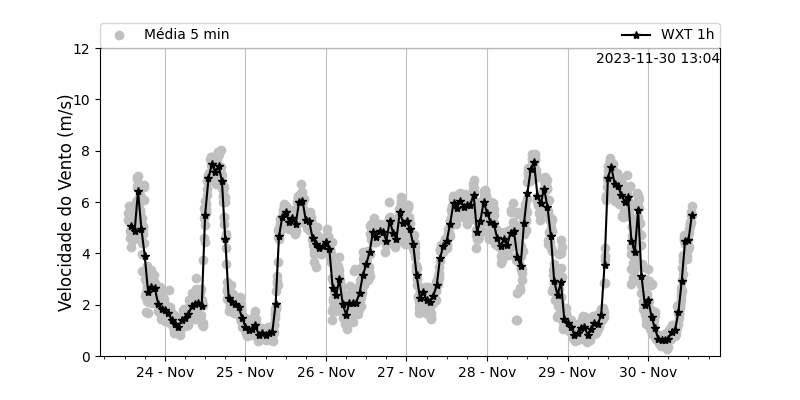 Média 5 min
WXT 1h
2023-11-30 13:04
Velocidade do Vento (m/s)
12
10
8
6
4
2
0
24 - Nov
25 - Nov
26 - Nov
27 - Nov
28 - Nov
29 - Nov
30 - Nov